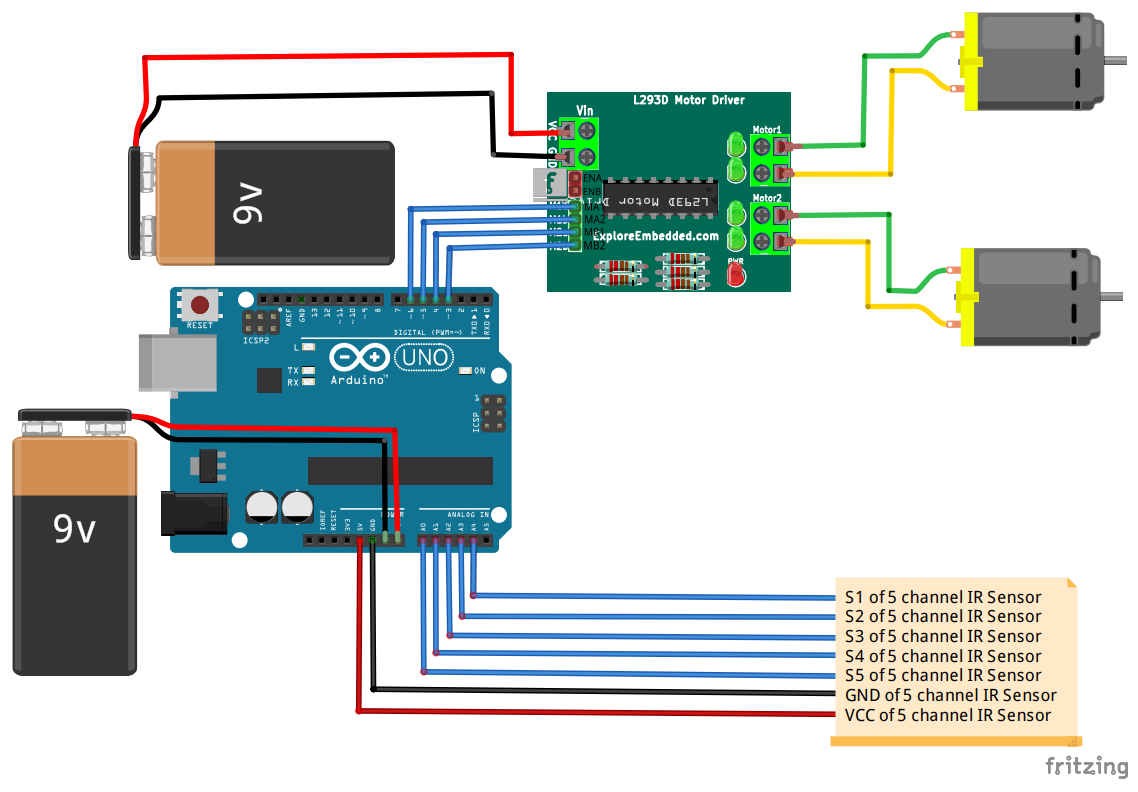 L293D Motor Driver
Vin
VCC GND
Motor1
ENA
ENB
MA1
MA2
MB1
MB2
L293D Motor Driver
Motor2
ExploreEmbedded.com
PWR
9v
RESET
ICSP2
AREF
GND
13
12
~11
~10
~9
8
7
~6
~5
4
~3
2
TX0▶1
RX0◀0
DIGITAL (PWM=~)
L
TX
RX
UNO
Arduino™
ON
1
ICSP
9v
IOREF
RESET
3V3
5V
GND
POWER
ANALOG IN
A0
A1
A2
A3
A4
A5
S1 of 5 channel IR Sensor
S2 of 5 channel IR Sensor
S3 of 5 channel IR Sensor
S4 of 5 channel IR Sensor
S5 of 5 channel IR Sensor
GND of 5 channel IR Sensor
VCC of 5 channel IR Sensor
fritzing